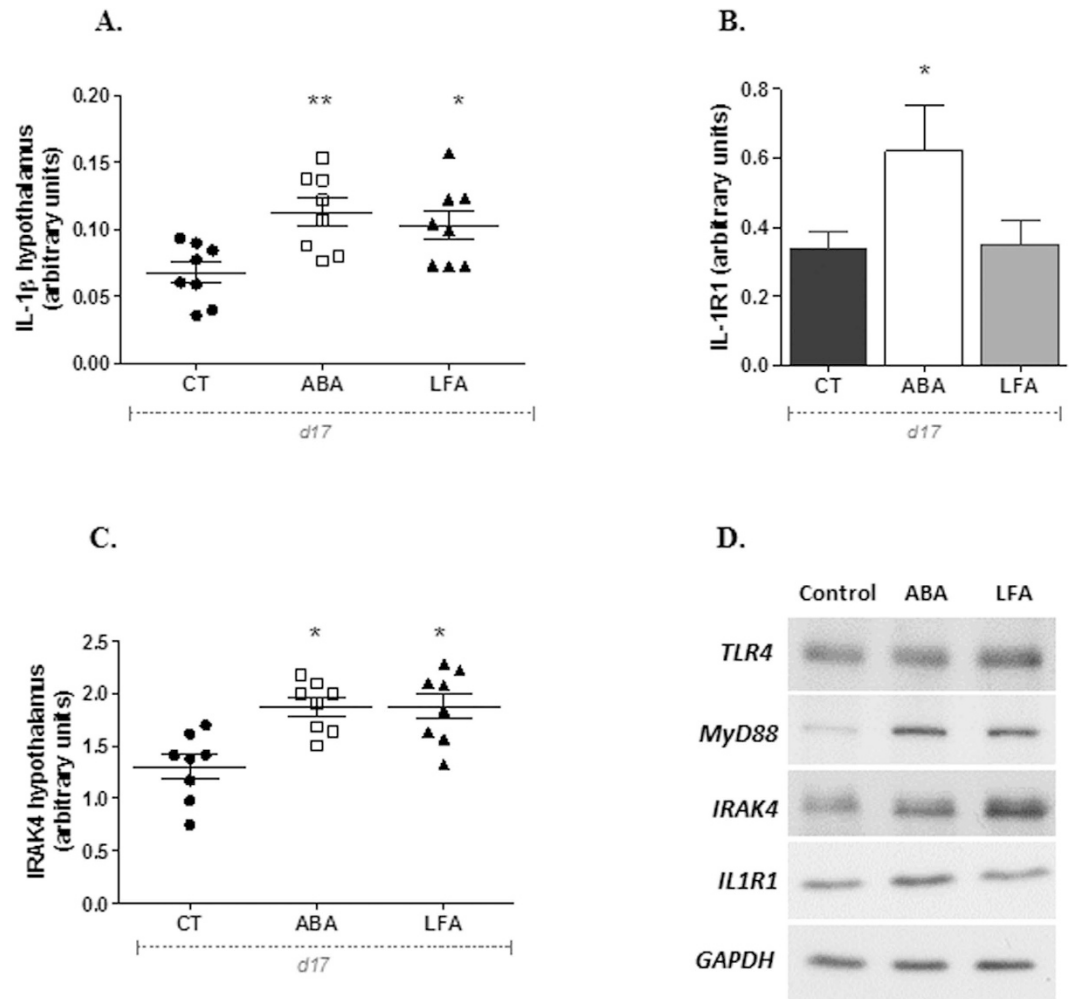 A.
IL-1β hypothalamus
(arbitrary units)
0.20
0.15
0.10
0.05
0.00
**
*
CT ABA LFA
d17
B.
IL-1R1 (arbitrary units)
0.8
0.6
0.4
0.2
0.0
*
CT ABA LFA
d17
C.
IRAK4 hypothalamus
(arbitrary units)
2.5
2.0
1.5
1.0
0.5
0.0
* *
CT ABA LFA
d17
D.
Control ABA LFA
TLR4
MyD88
IRAK4
IL1R1
GAPDH